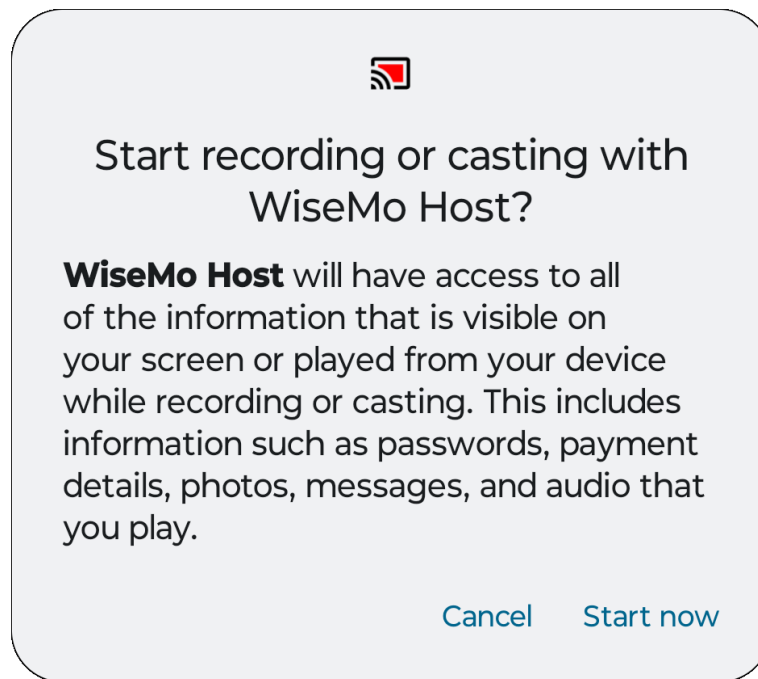 Start recording or casting with
WiseMo Host?
WiseMo Host will have access to all
of the information that is visible on
your screen or played from your device
while recording or casting. This includes
information such as passwords, payment
details, photos, messages, and audio that
you play.
Cancel Start now